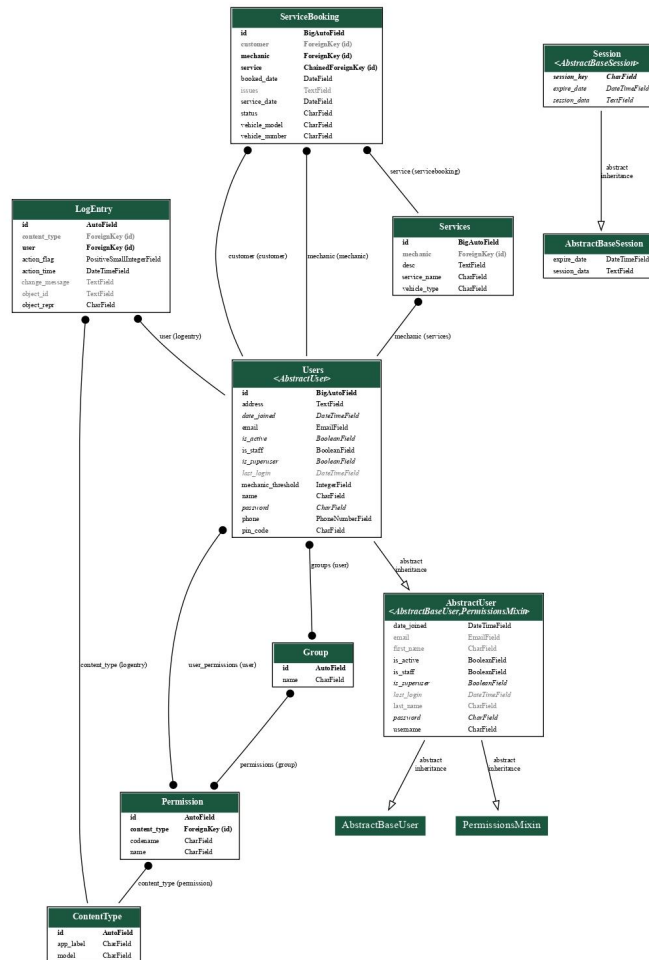 ServiceBooking
id BigAutoField
customer ForeignKey (id)
mechanic ForeignKey (id)
service ChainedForeignKey (id)
booked_date DateField
issues TextField
service_date DateField
status CharField
vehicle_model CharField
vehicle_number CharField
Session
<AbstractBaseSession>
session_key CharField
expire_date DateTimeField
session_data TextField
service (servicebooking)
abstract
inheritance
LogEntry
id AutoField
content_type ForeignKey (id)
user ForeignKey (id)
action_flag PositiveSmallIntegerField
action_time DateTimeField
change_message TextField
object_id TextField
object_repr CharField
customer (customer)
mechanic (mechanic)
Services
id BigAutoField
mechanic ForeignKey (id)
desc TextField
service_name CharField
vehicle_type CharField
AbstractBaseSession
expire_date DateTimeField
session_data TextField
user (logentry)
mechanic (services)
Users
<AbstractUser>
id BigAutoField
address TextField
date_joined DateTimeField
email EmailField
is_active BooleanField
is_staff BooleanField
is_superuser BooleanField
last_login DateTimeField
mechanic_threshold IntegerField
name CharField
password CharField
phone PhoneNumberField
pin_code CharField
groups (user)
abstract
inheritance
AbstractUser
<AbstractBaseUser,PermissionsMixin>
date_joined DateTimeField
email EmailField
first_name CharField
is_active BooleanField
is_staff BooleanField
is_superuser BooleanField
last_login DateTimeField
last_name CharField
password CharField
username CharField
content_type (logentry)
user_permissions (user)
Group
id AutoField
name CharField
permissions (group)
abstract
inheritance
abstract
inheritance
Permission
id AutoField
content_type ForeignKey (id)
codename CharField
name CharField
AbstractBaseUser
PermissionsMixin
content_type (permission)
ContentType
id AutoField
app_label CharField
model CharField